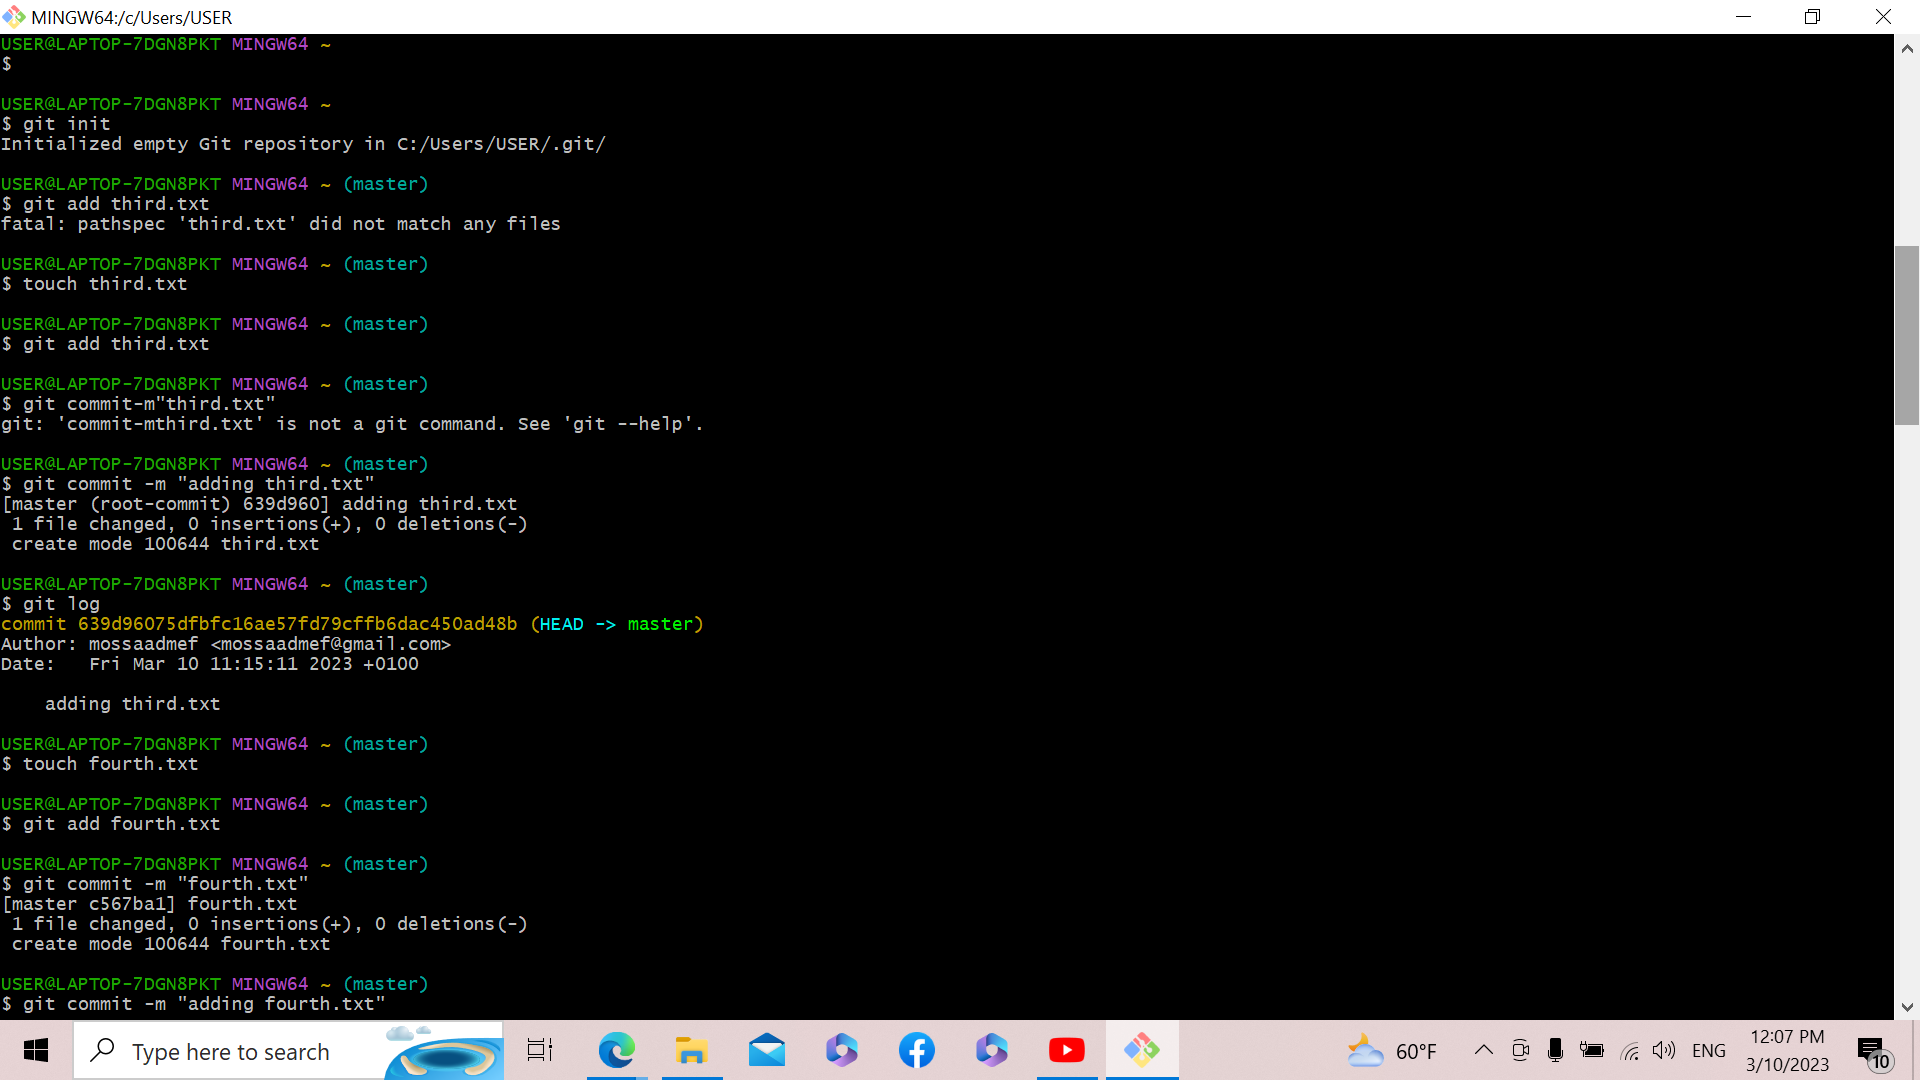 MINGW64:/c/Users/USER
USER@LAPTOP-7DGN8PKT MINGW64 ~
$
USER@LAPTOP-7DGN8PKT MINGW64 ~
$ git init
Initialized empty Git repository in C:/Users/USER/.git/
USER@LAPTOP-7DGN8PKT MINGW64 ~ (master)
$ git add third.txt
fatal: pathspec 'third.txt' did not match any files
USER@LAPTOP-7DGN8PKT MINGW64 ~ (master)
$ touch third.txt
USER@LAPTOP-7DGN8PKT MINGW64 ~ (master)
$ git add third.txt
USER@LAPTOP-7DGN8PKT MINGW64 ~ (master)
$ git commit-m"third.txt"
git: 'commit-mthird.txt' is not a git command. See 'git --help'.
USER@LAPTOP-7DGN8PKT MINGW64 ~ (master)
$ git commit -m "adding third.txt"
[master (root-commit) 639d960] adding third.txt
 1 file changed, 0 insertions(+), 0 deletions(-)
 create mode 100644 third.txt
USER@LAPTOP-7DGN8PKT MINGW64 ~ (master)
$ git log
commit 639d96075dfbfc16ae57fd79cffb6dac450ad48b (HEAD -> master)
Author: mossaadmef <mossaadmef@gmail.com>
Date:   Fri Mar 10 11:15:11 2023 +0100
    adding third.txt
USER@LAPTOP-7DGN8PKT MINGW64 ~ (master)
$ touch fourth.txt
USER@LAPTOP-7DGN8PKT MINGW64 ~ (master)
$ git add fourth.txt
USER@LAPTOP-7DGN8PKT MINGW64 ~ (master)
$ git commit -m "fourth.txt"
[master c567ba1] fourth.txt
 1 file changed, 0 insertions(+), 0 deletions(-)
 create mode 100644 fourth.txt
USER@LAPTOP-7DGN8PKT MINGW64 ~ (master)
$ git commit -m "adding fourth.txt"
Type here to search
60°F
ENG
12:07 PM
3/10/2023
10